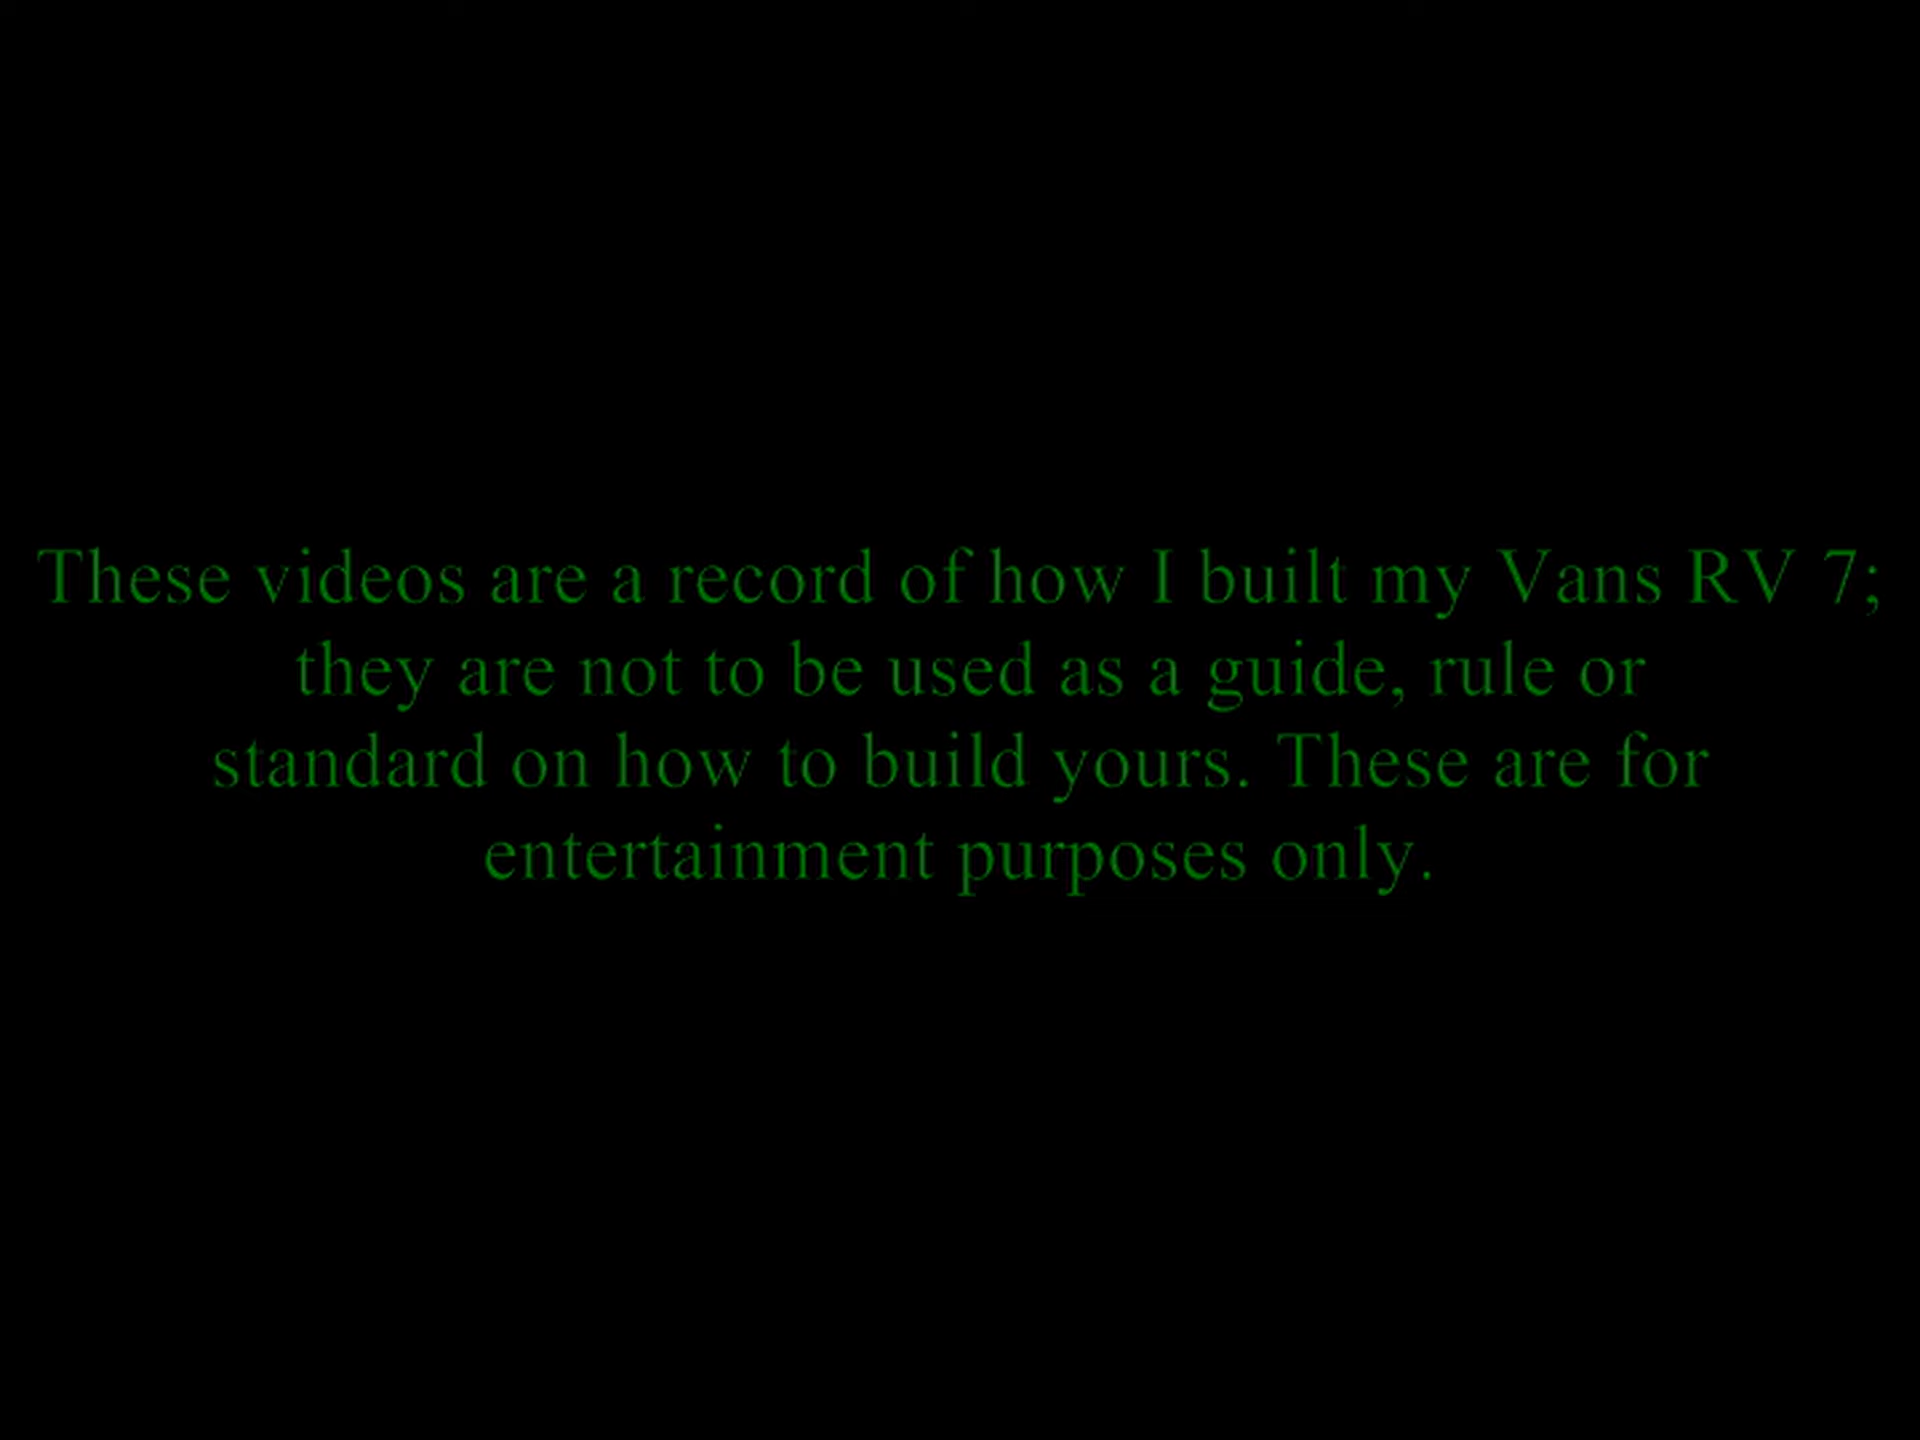 These videos are a record of how I built my Vans RV 7;
they are not to be used as a guide, rule or
standard on how to build yours. These are for
entertainment purposes only.